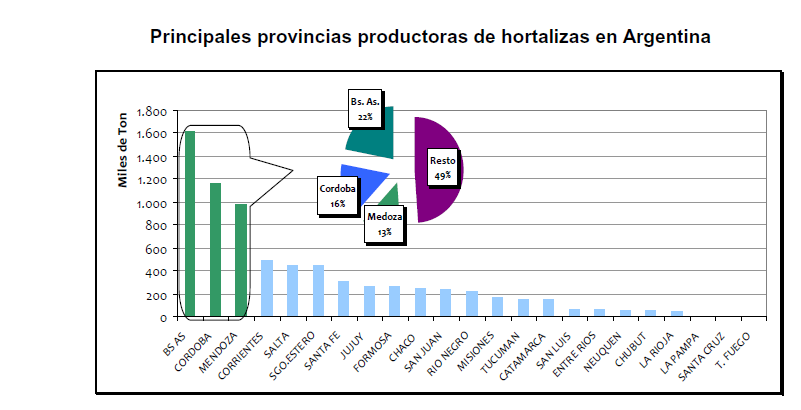 Principales provincias productoras de hortalizas en Argentina
Miles de Ton
1.800
1.600
1.400
1.200
1.000
800
600
400
200
0
Bs. As.
22%
Resto
49%
Cordoba
16%
Medoza
13%
BS AS
CORDOBA
MENDOZA
CORRIENTES
SALTA
SGO.ESTERO
SANTA FE
JUJUY
FORMOSA
CHACO
SAN JUAN
RIO NEGRO
MISIONES
TUCUMAN
CATAMARCA
SAN LUIS
ENTRE RIOS
NEUQUEN
CHUBUT
LA RIOJA
LA PAMPA
SANTA CRUZ
T. FUEGO